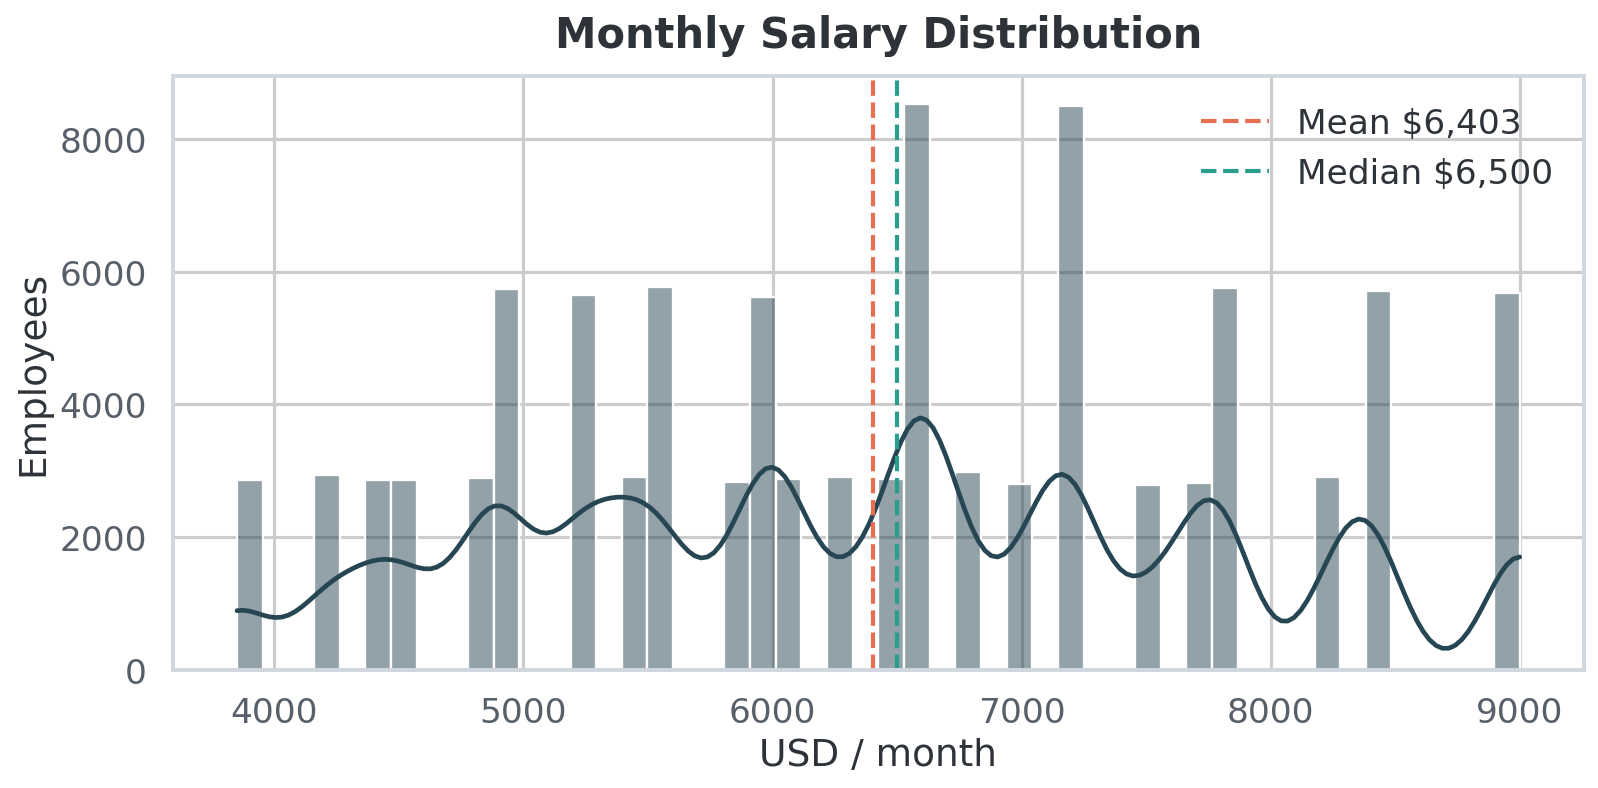 Monthly Salary Distribution
Mean $6,403
Median $6,500
Employees
8000
6000
4000
2000
0
4000 5000 6000 7000 8000 9000
USD / month